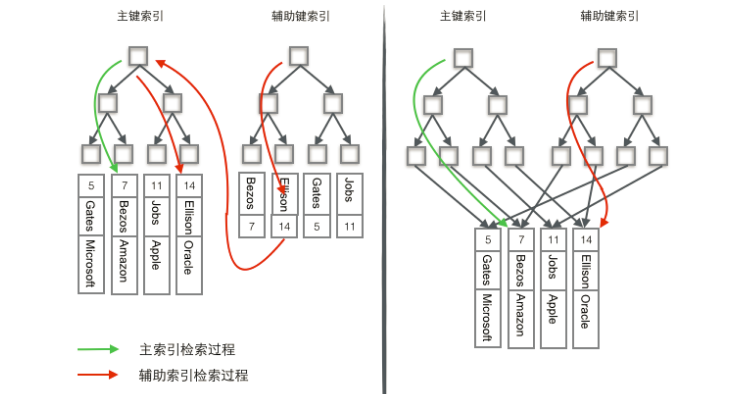 主键索引
辅助键索引
5 7 11 14
Gates Bezos Jobs Ellison
Microsoft Amazon Apple Oracle
Bezos Ellison Gates Jobs
7 14 5 11
主索引检索过程
辅助索引检索过程
主键索引
辅助键索引
5 7 11 14
Gates Bezos Jobs Ellison
Microsoft Amazon Apple Oracle